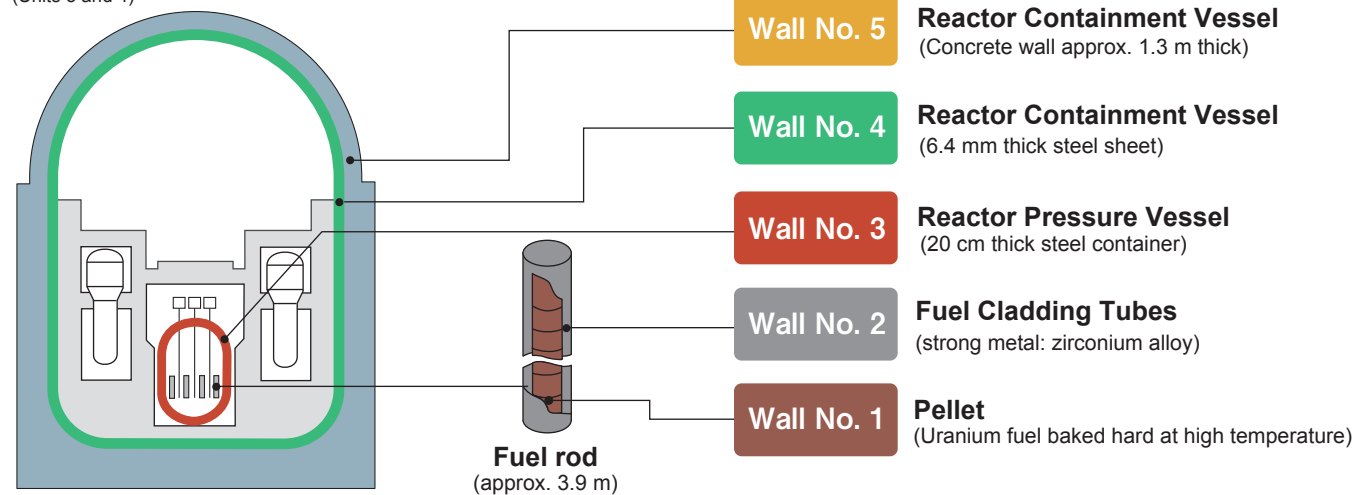 Wall No. 5
Reactor Containment Vessel
(Concrete wall approx. 1.3 m thick)
Wall No. 4
Reactor Containment Vessel
(6.4 mm thick steel sheet)
Wall No. 3
Reactor Pressure Vessel
(20 cm thick steel container)
Wall No. 2
Fuel Cladding Tubes
(strong metal: zirconium alloy)
Wall No. 1
Pellet
(Uranium fuel baked hard at high temperature)
Fuel rod
(approx. 3.9 m)